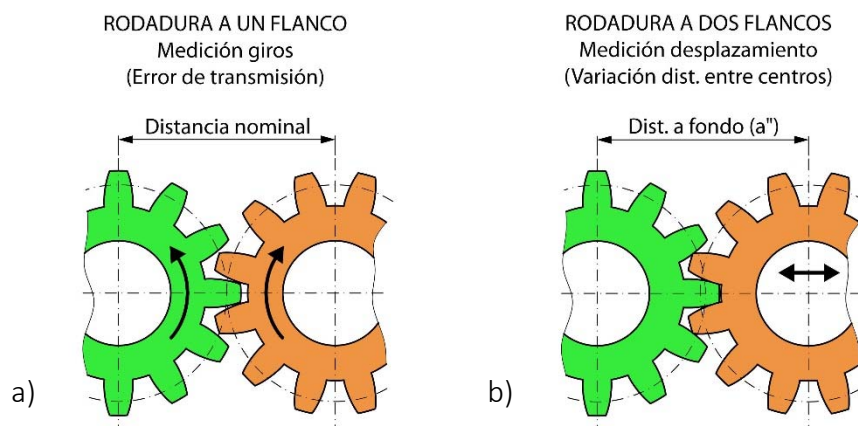 RODADURA A UN FLANCO
Medición giros
(Error de transmisión)
Distancia nominal
a)
RODADURA A DOS FLANCOS
Medición desplazamiento
(Variación dist. entre centros)
Dist. a fondo (a")
b)